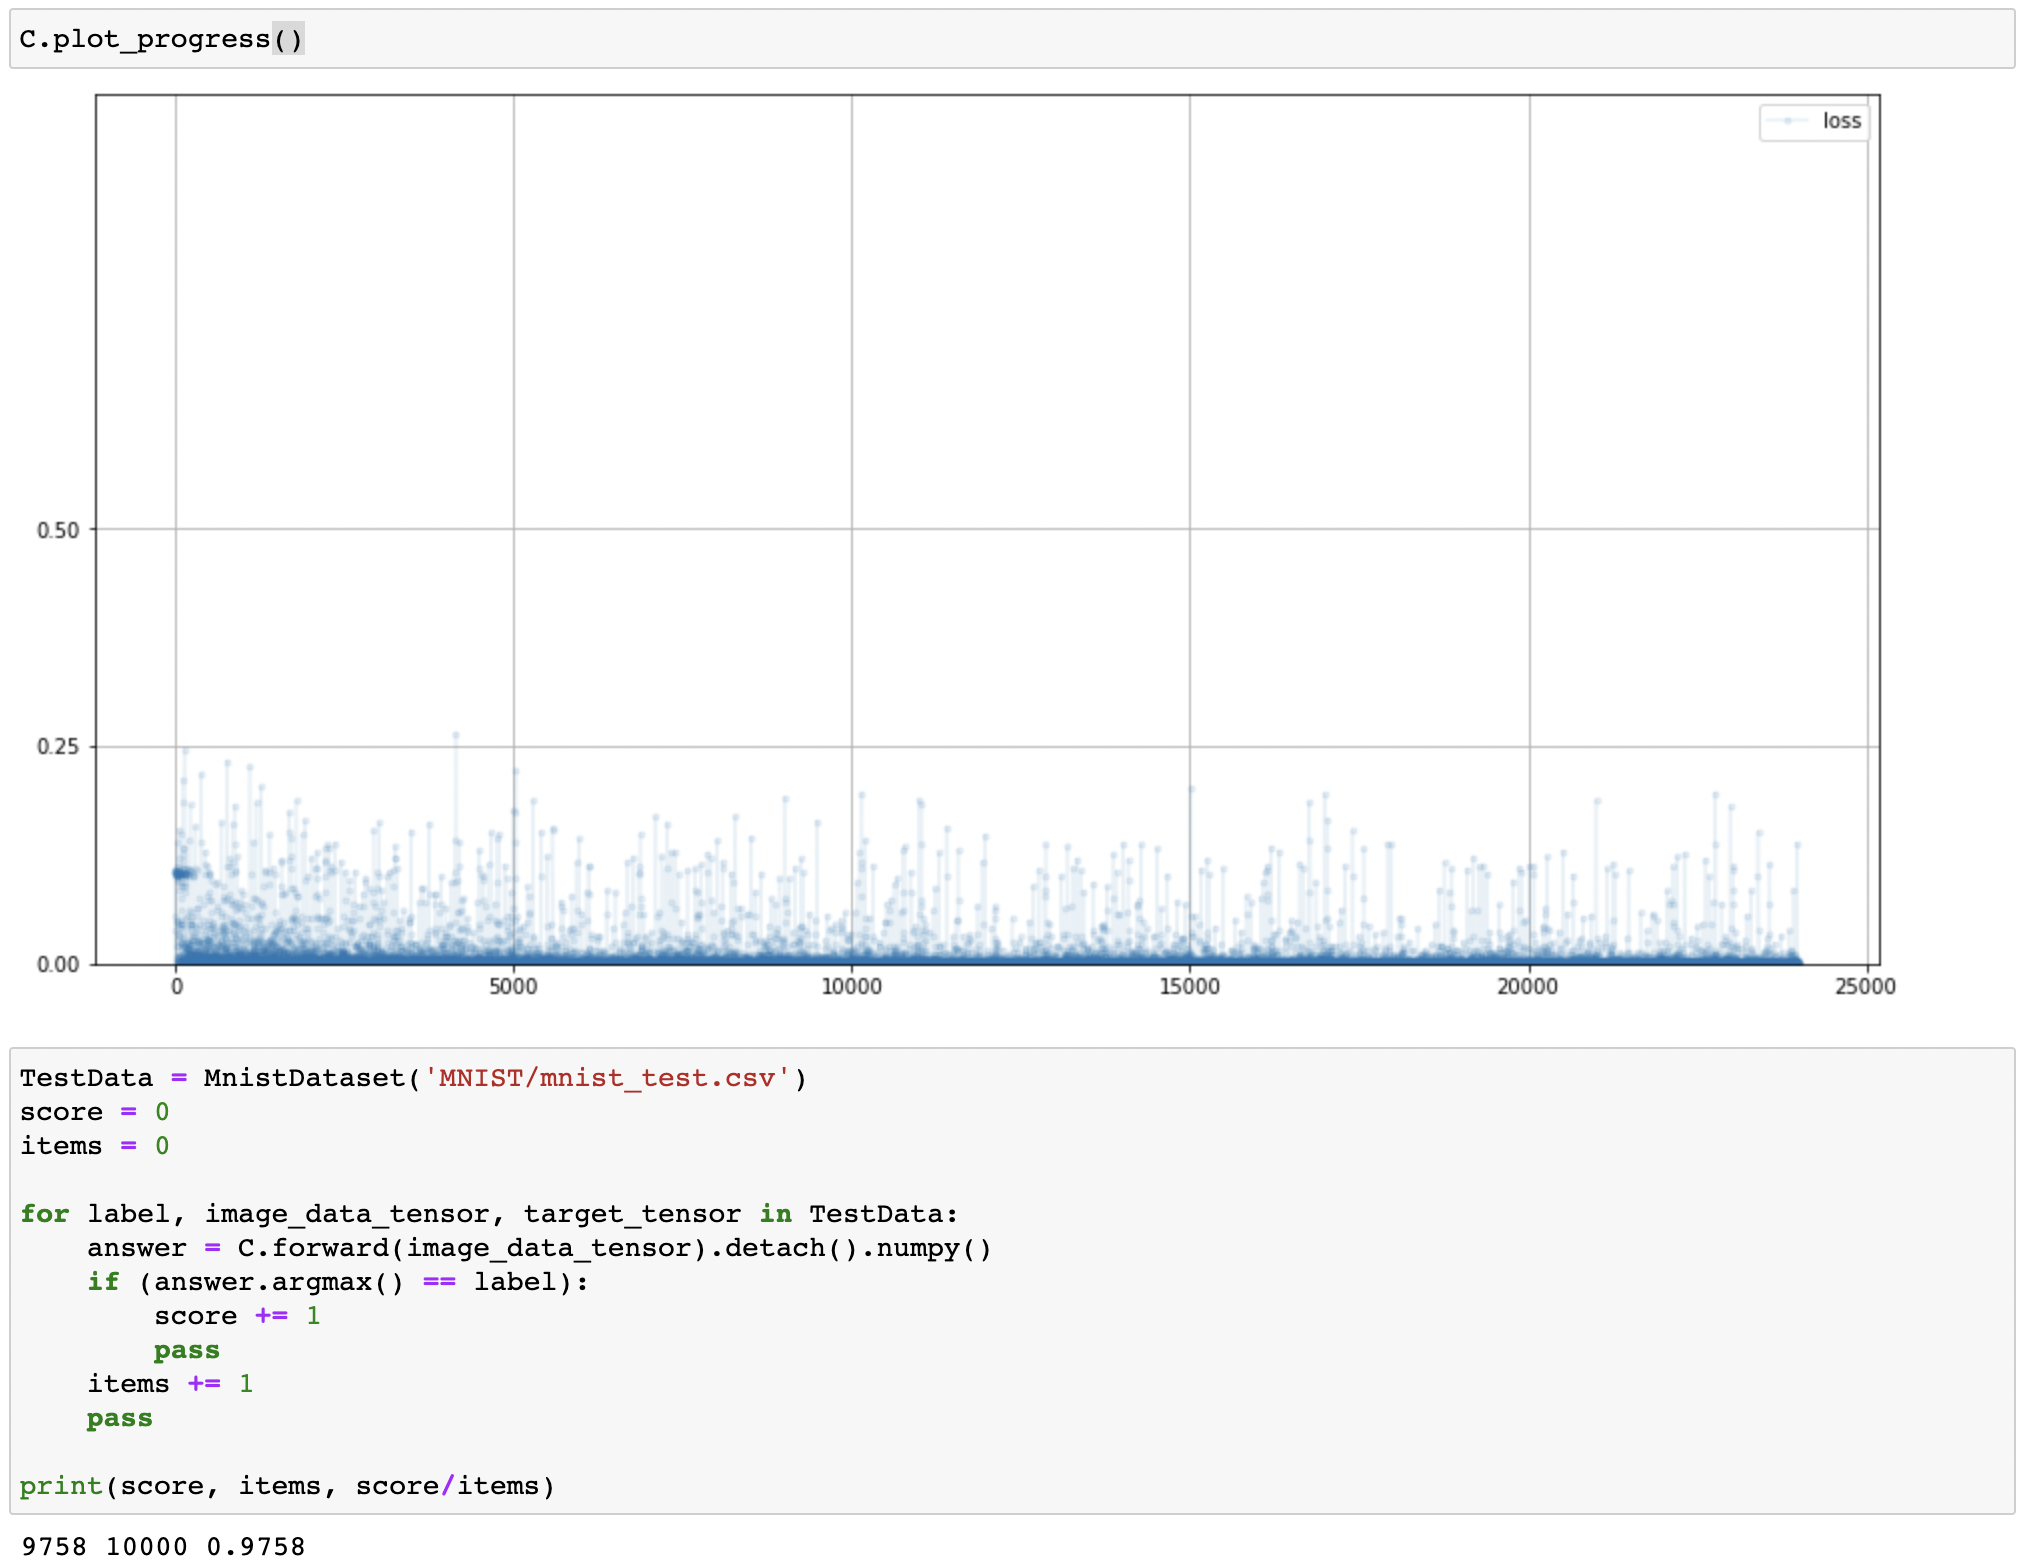 C.plot_progress()
loss
0.50
0.25
0.00
0 5000 10000 15000 20000 25000
TestData = MnistDataset('MNIST/mnist_test.csv')
score = 0
items = 0
for label, image_data_tensor, target_tensor in TestData:
    answer = C.forward(image_data_tensor).detach().numpy()
    if (answer.argmax() == label):
        score += 1
        pass
    items += 1
    pass
print(score, items, score/items)
9758 10000 0.9758